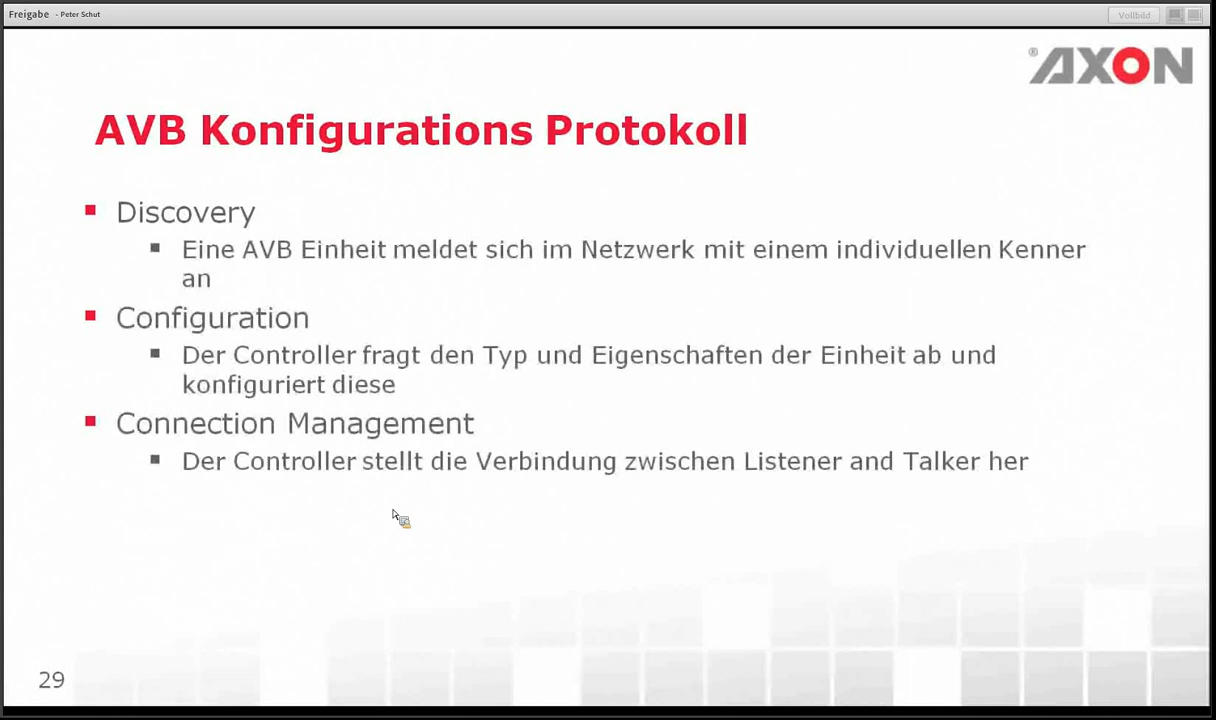 Freigabe - Peter Schut
Vollbild
® AXON
AVB Konfigurations Protokoll
Discovery
Eine AVB Einheit meldet sich im Netzwerk mit einem individuellen Kenner
an
Configuration
Der Controller fragt den Typ und Eigenschaften der Einheit ab und
konfiguriert diese
Connection Management
Der Controller stellt die Verbindung zwischen Listener and Talker her
29